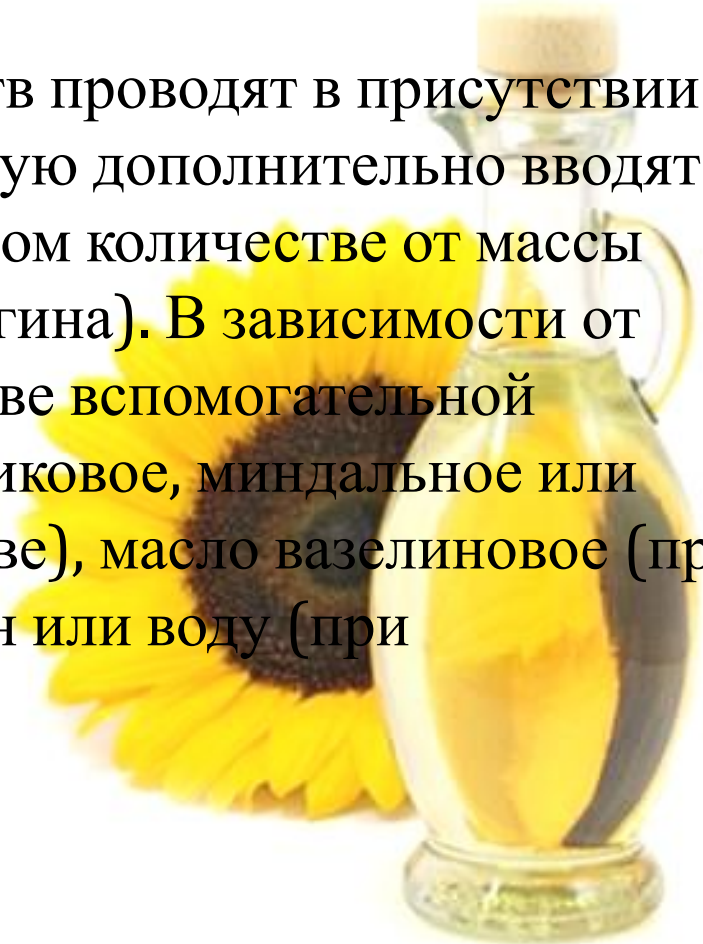 тв проводят в присутствии
ую дополнительно вводят
ом количестве от массы
гина). В зависимости от
ве вспомогательной
иковое, миндальное или
ве), масло вазелиновое (пр
н или воду (при